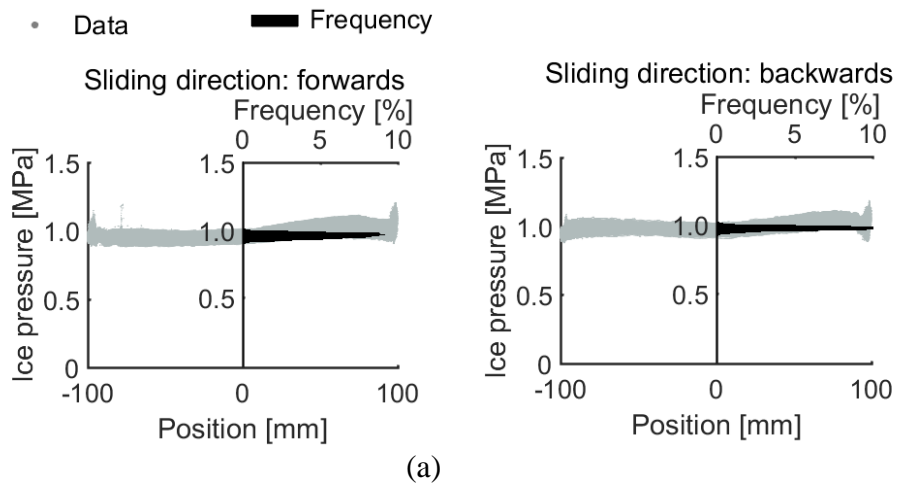 Data
Frequency
Sliding direction: forwards
Frequency [%]
0 5 10
1.5 1.5
1.0 1.0
0.5 0.5
0
-100 0 100
Ice pressure [MPa]
Position [mm]
Sliding direction: backwards
Frequency [%]
0 5 10
1.5 1.5
1.0 1.0
0.5 0.5
0
-100 0 100
Ice pressure [MPa]
Position [mm]
(a)